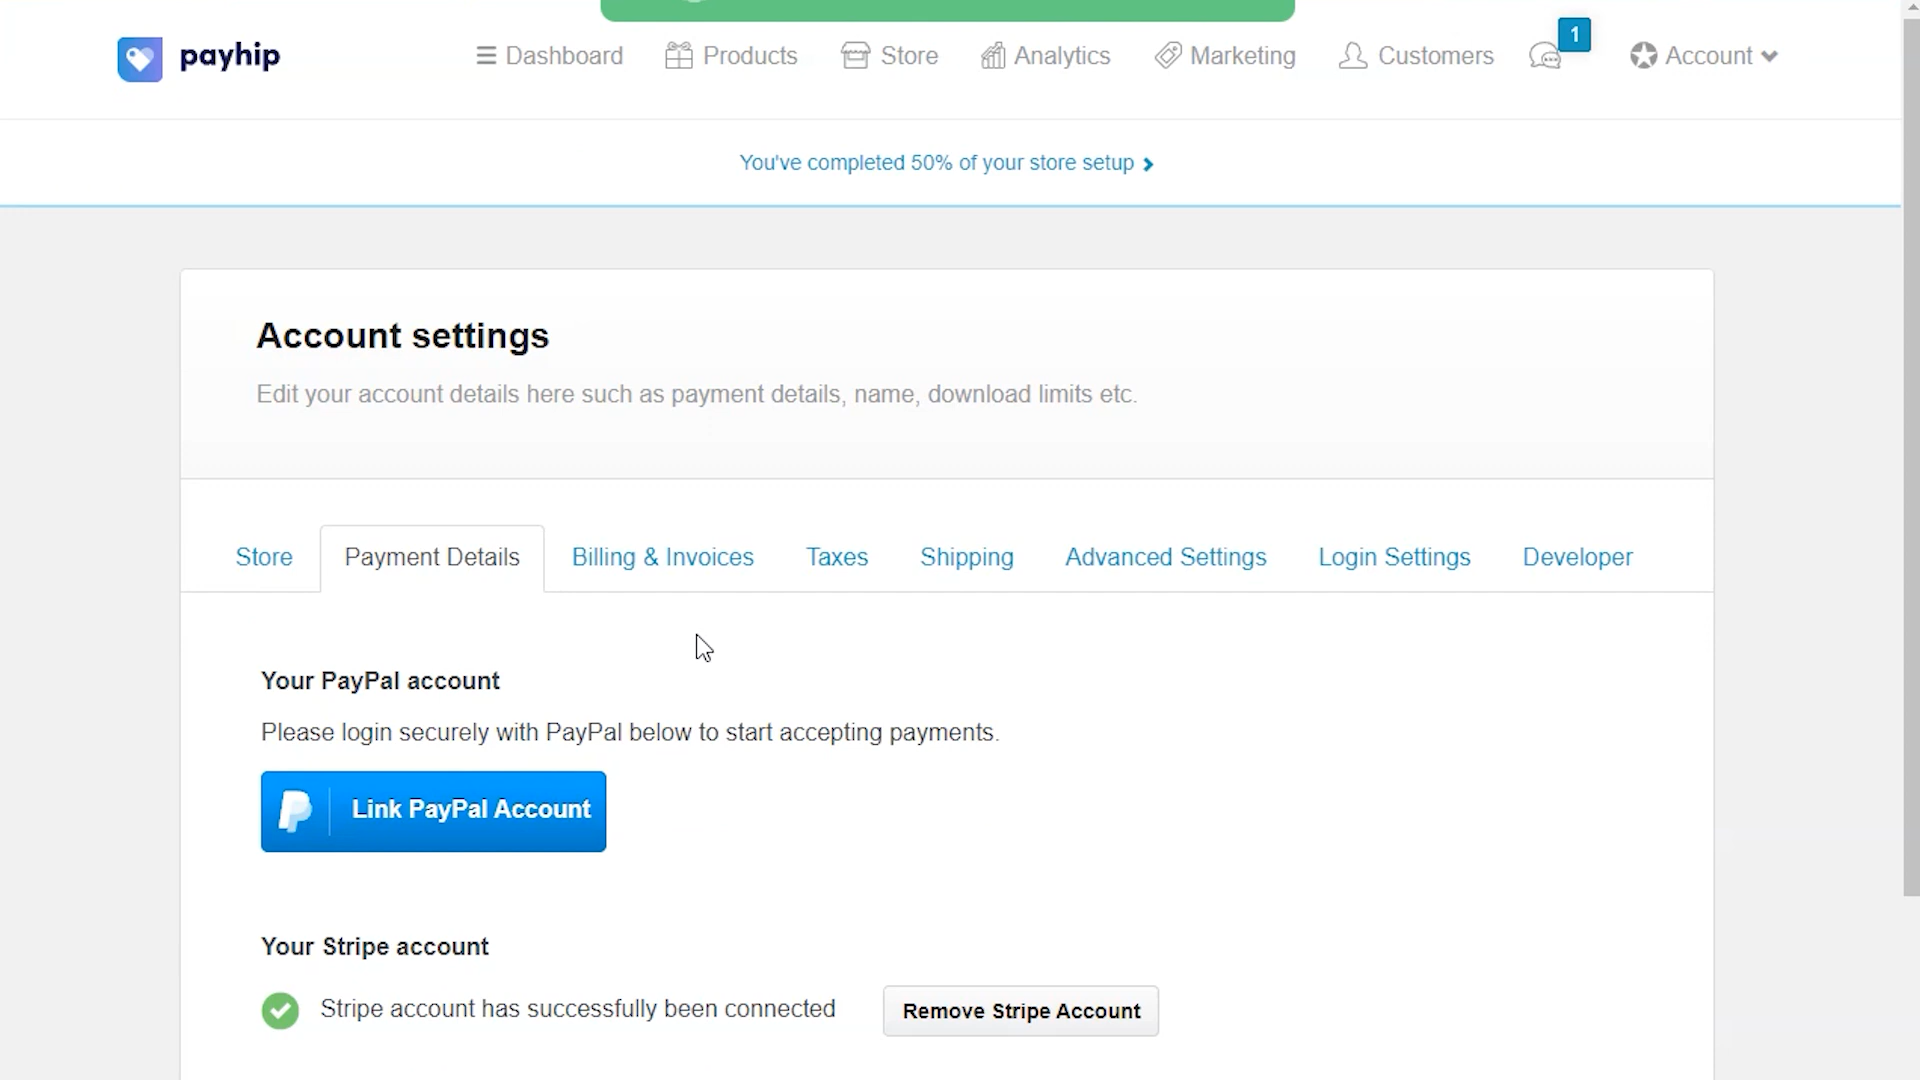 payhip
Dashboard
Products
Store
Analytics
Marketing
Customers
1
Account
You've completed 50% of your store setup
Account settings
Edit your account details here such as payment details, name, download limits etc.
Store
Payment Details
Billing & Invoices
Taxes
Shipping
Advanced Settings
Login Settings
Developer
Your PayPal account
Please login securely with PayPal below to start accepting payments.
Link PayPal Account
Your Stripe account
Stripe account has successfully been connected
Remove Stripe Account